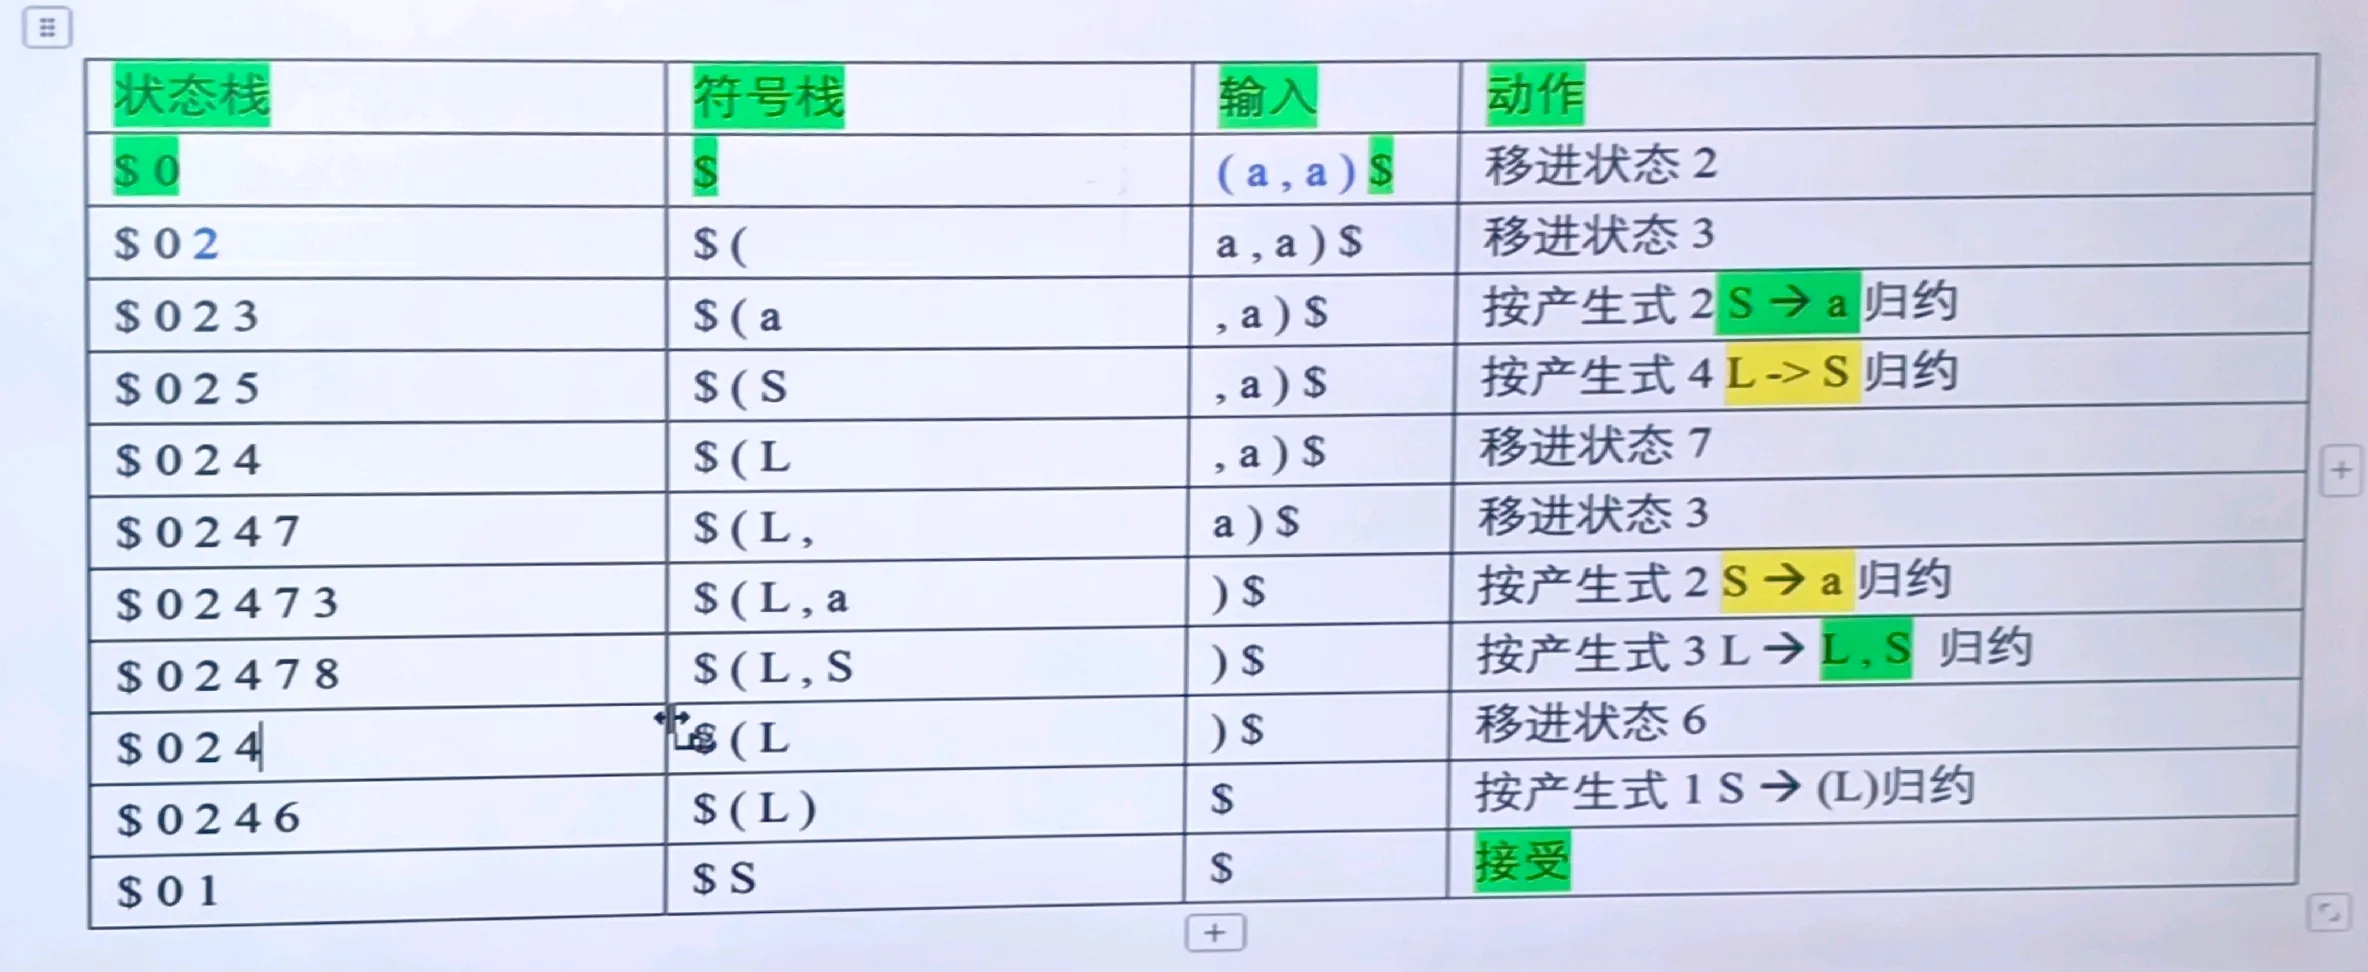 状态栈 符号栈 输入 动作
$ 0 $ ( a , a ) $ 移进状态 2
$ 0 2 $ ( a , a ) $ 移进状态 3
$ 0 2 3 $ ( a , a ) $ 按产生式 2 S → a 归约
$ 0 2 5 $ ( S , a ) $ 按产生式 4 L -> S 归约
$ 0 2 4 $ ( L , a ) $ 移进状态 7
$ 0 2 4 7 $ ( L , a ) $ 移进状态 3
$ 0 2 4 7 3 $ ( L , a ) $ 按产生式 2 S → a 归约
$ 0 2 4 7 8 $ ( L , S ) $ 按产生式 3 L → L , S 归约
$ 0 2 4 $ ( L ) $ 移进状态 6
$ 0 2 4 6 $ ( L ) $ 按产生式 1 S → (L)归约
$ 0 1 $ S $ 接受